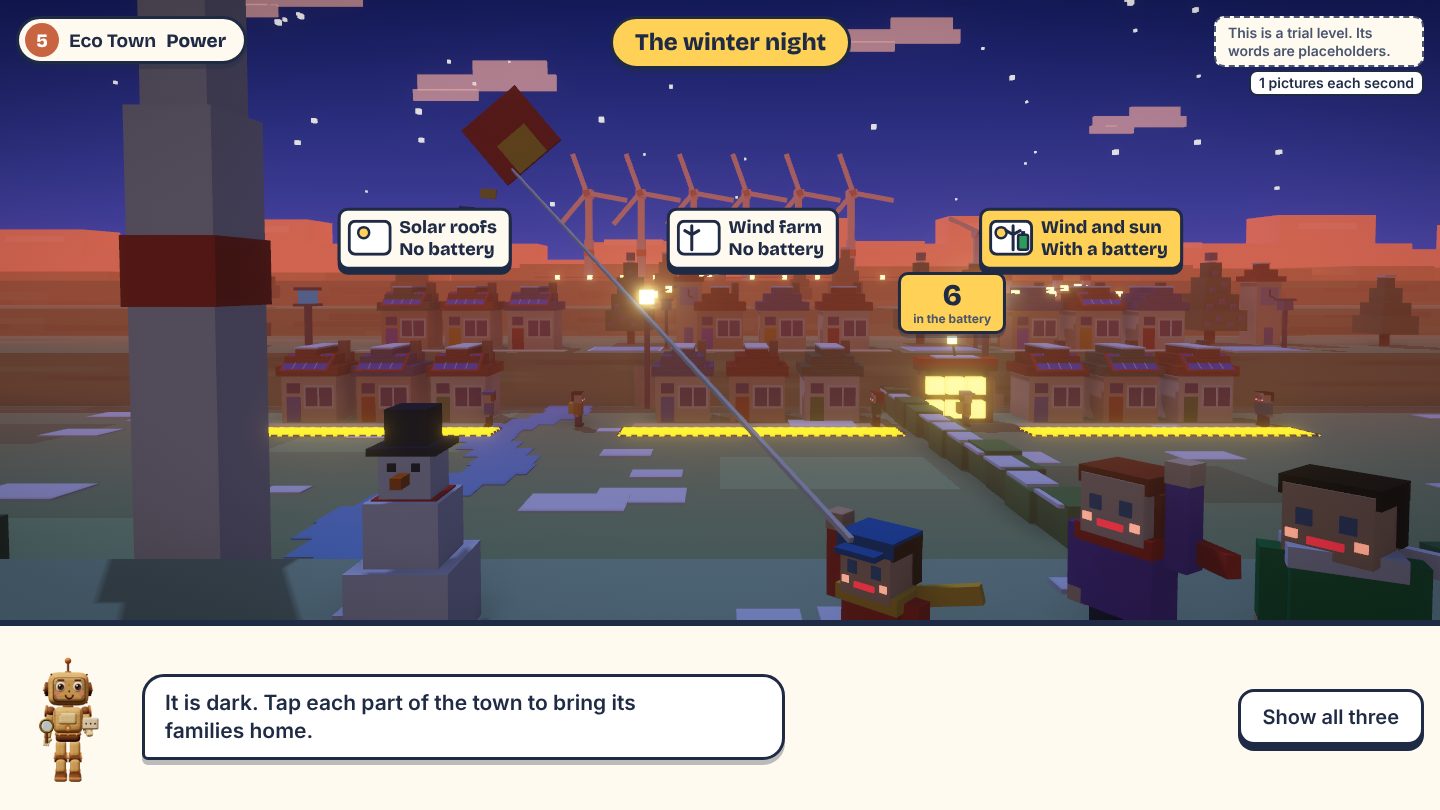 5 Eco Town Power
The winter night
This is a trial level. Its
words are placeholders.
1 pictures each second
Solar roofs
No battery
Wind farm
No battery
Wind and sun
With a battery
6
in the battery
It is dark. Tap each part of the town to bring its
families home.
Show all three